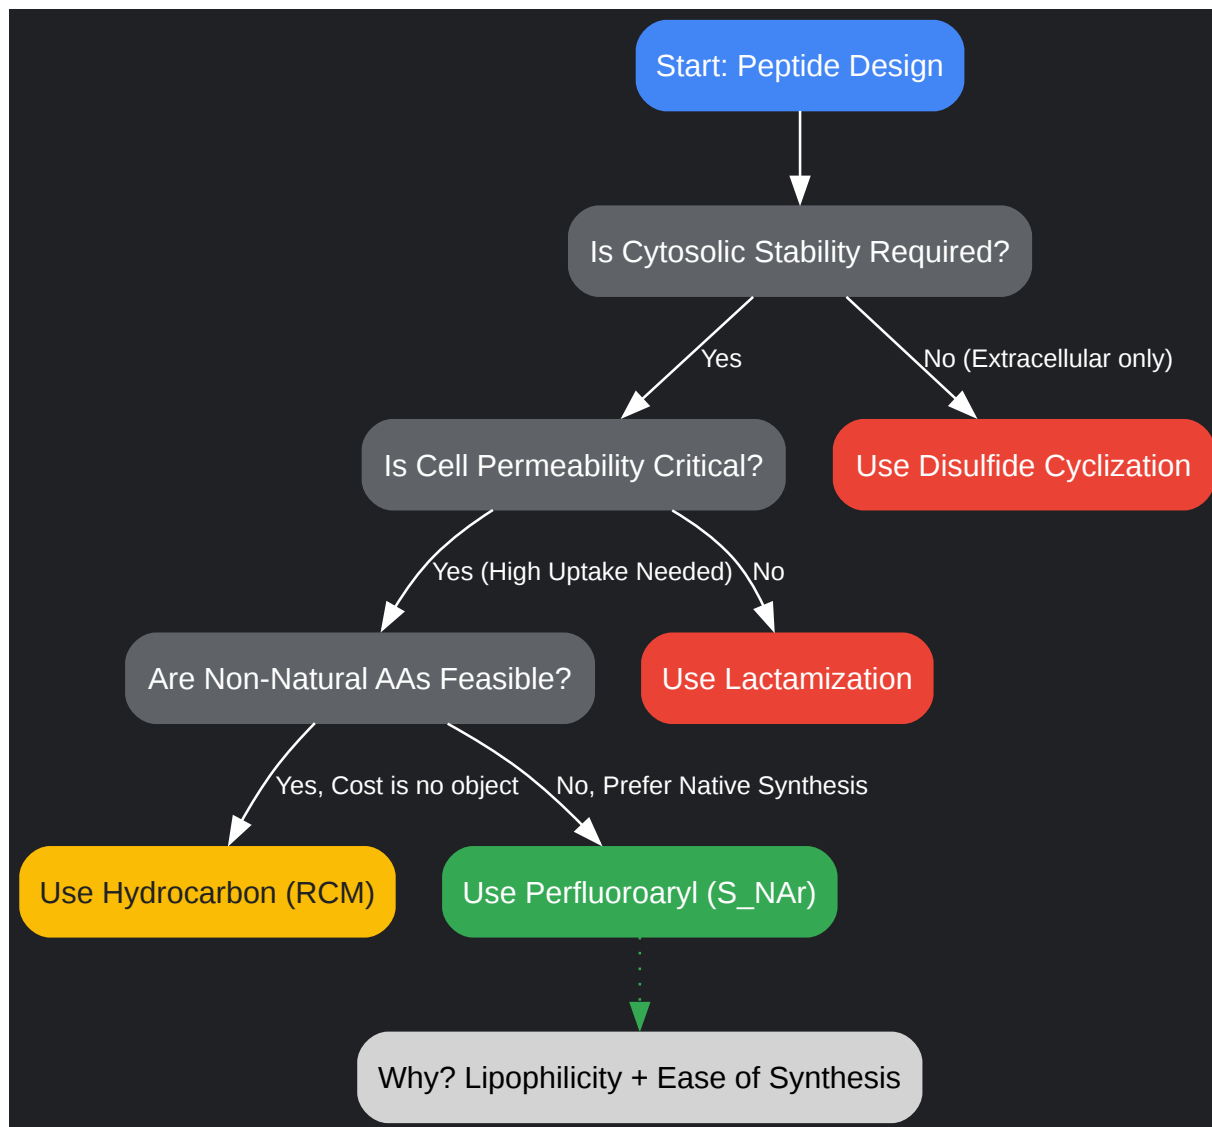 Start: Peptide Design
Is Cytosolic Stability Required?
Yes
No (Extracellular only)
Is Cell Permeability Critical?
Use Disulfide Cyclization
Yes (High Uptake Needed)
No
Are Non-Natural AAs Feasible?
Use Lactamization
Yes, Cost is no object
No, Prefer Native Synthesis
Use Hydrocarbon (RCM)
Use Perfluoroaryl (S_NAr)
Why? Lipophilicity + Ease of Synthesis